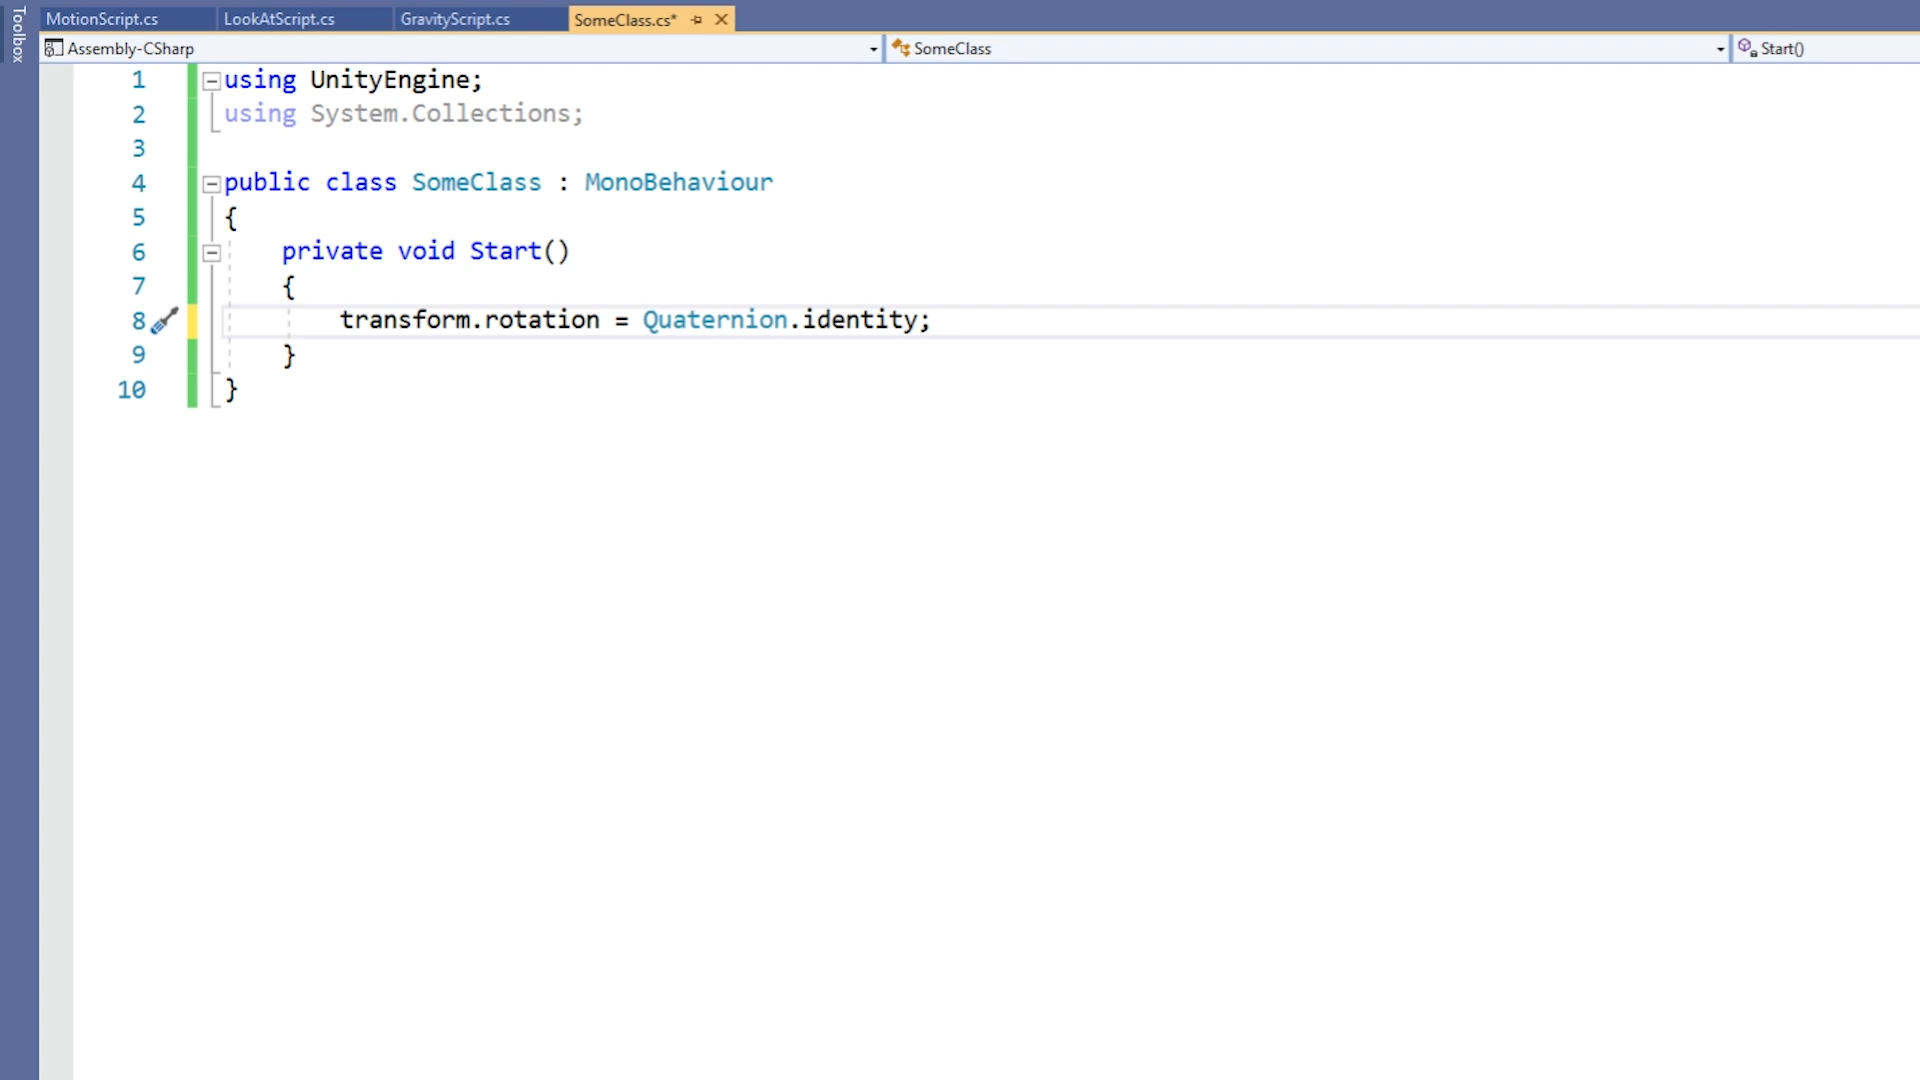 Toolbox
MotionScript.cs
LookAtScript.cs
GravityScript.cs
SomeClass.cs*
Assembly-CSharp
SomeClass
Start()
1 using UnityEngine;
2 using System.Collections;
3
4 public class SomeClass : MonoBehaviour
5 {
6 private void Start()
7 {
8 transform.rotation = Quaternion.identity;
9 }
10 }